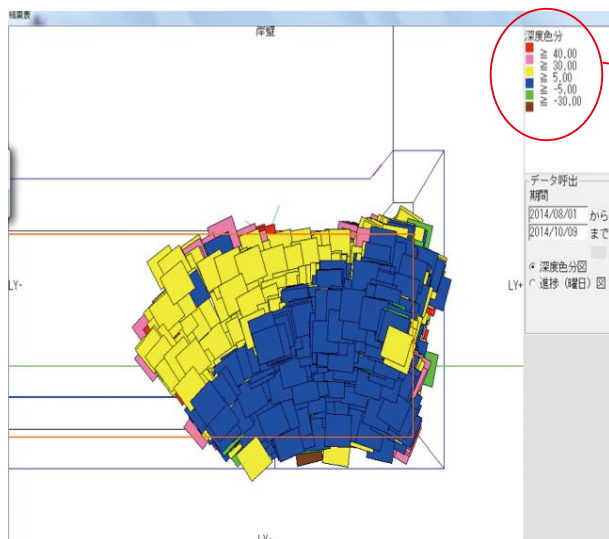 結果表
岸壁
深度色分
≧ 40.00
≧ 30.00
≧ 5.00
≧ -5.00
≧ -30.00
データ呼出
期間
2014/08/01 から
2014/10/09 まで
深度色分図
進捗（曜日）図
LY-
LY+
LY-